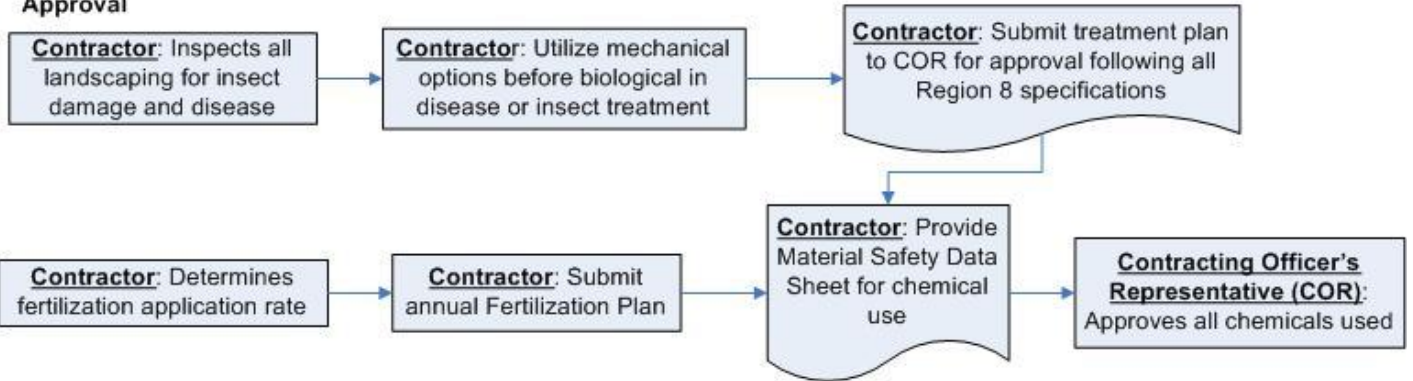 Approval
Contractor: Inspects all
landscaping for insect
damage and disease
Contractor: Utilize mechanical
options before biological in
disease or insect treatment
Contractor: Submit treatment plan
to COR for approval following all
Region 8 specifications
Contractor: Determines
fertilization application rate
Contractor: Submit
annual Fertilization Plan
Contractor: Provide
Material Safety Data
Sheet for chemical
use
Contracting Officer's
Representative (COR):
Approves all chemicals used